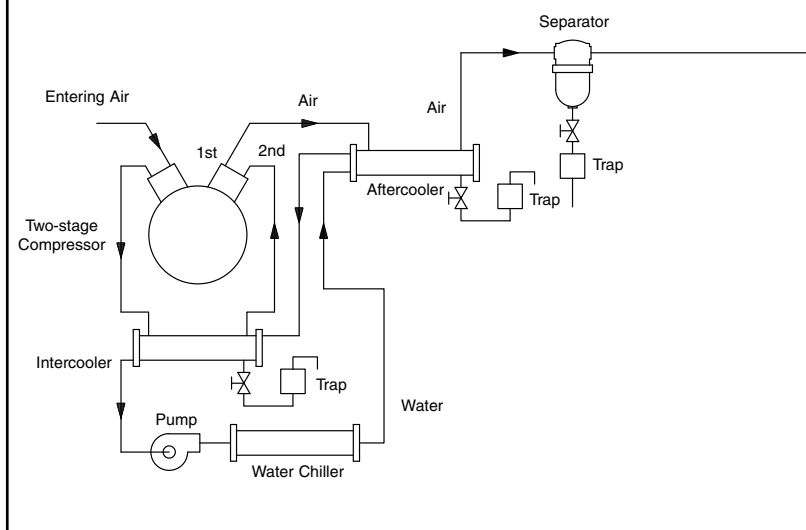 Separator
Entering Air
Air
Air
1st
2nd
Trap
Aftercooler
Trap
Two-stage
Compressor
Intercooler
Trap
Water
Pump
Water Chiller